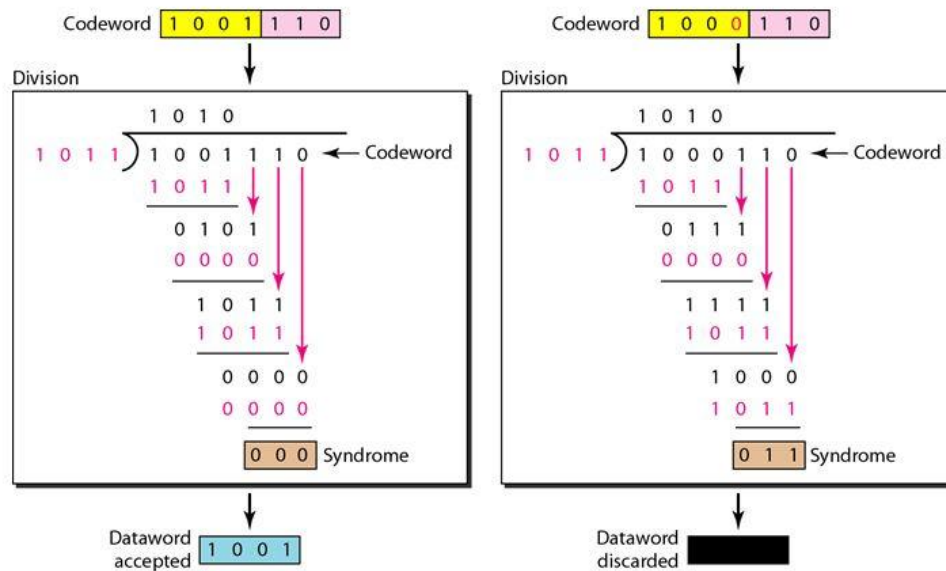 Codeword 1 0 0 1 1 1 0
Division
1 0 1 0
1 0 1 1 1 0 0 1 1 1 0 Codeword
1 0 1 1
0 1 0 1
0 0 0 0
1 0 1 1
1 0 1 1
0 0 0 0
0 0 0 0
0 0 0 Syndrome
Dataword
accepted
1 0 0 1
Codeword 1 0 0 0 1 1 0
Division
1 0 1 0
1 0 1 1 1 0 0 0 1 1 0 Codeword
1 0 1 1
0 1 1 1
0 0 0 0
1 1 1 1
1 0 1 1
1 0 0 0
1 0 1 1
0 1 1 Syndrome
Dataword
discarded